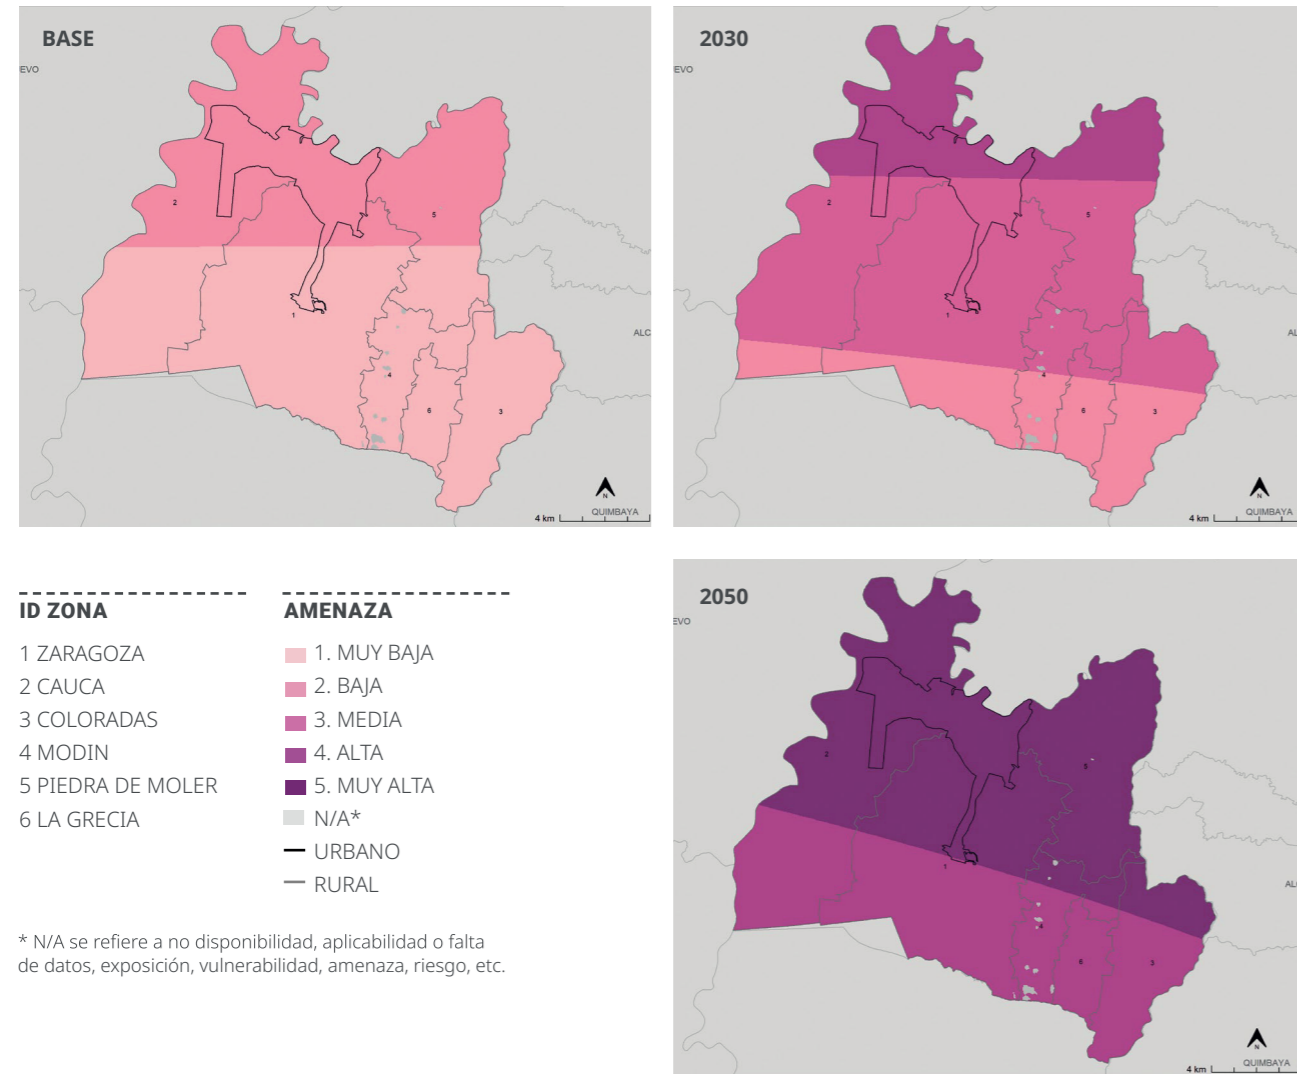 BASE
EVO
2
5
1
4
6
3
ALC
N
QUIMBAYA
4 km
2030
EVO
2
5
1
4
6
3
AL
N
QUIMBAYA
4 km
ID ZONA
1 ZARAGOZA
2 CAUCA
3 COLORADAS
4 MODIN
5 PIEDRA DE MOLER
6 LA GRECIA
AMENAZA
1. MUY BAJA
2. BAJA
3. MEDIA
4. ALTA
5. MUY ALTA
N/A*
URBANO
RURAL
* N/A se refiere a no disponibilidad, aplicabilidad o falta
de datos, exposición, vulnerabilidad, amenaza, riesgo, etc.
2050
EVO
2
5
1
4
6
3
AL
N
QUIMBAYA
4 km